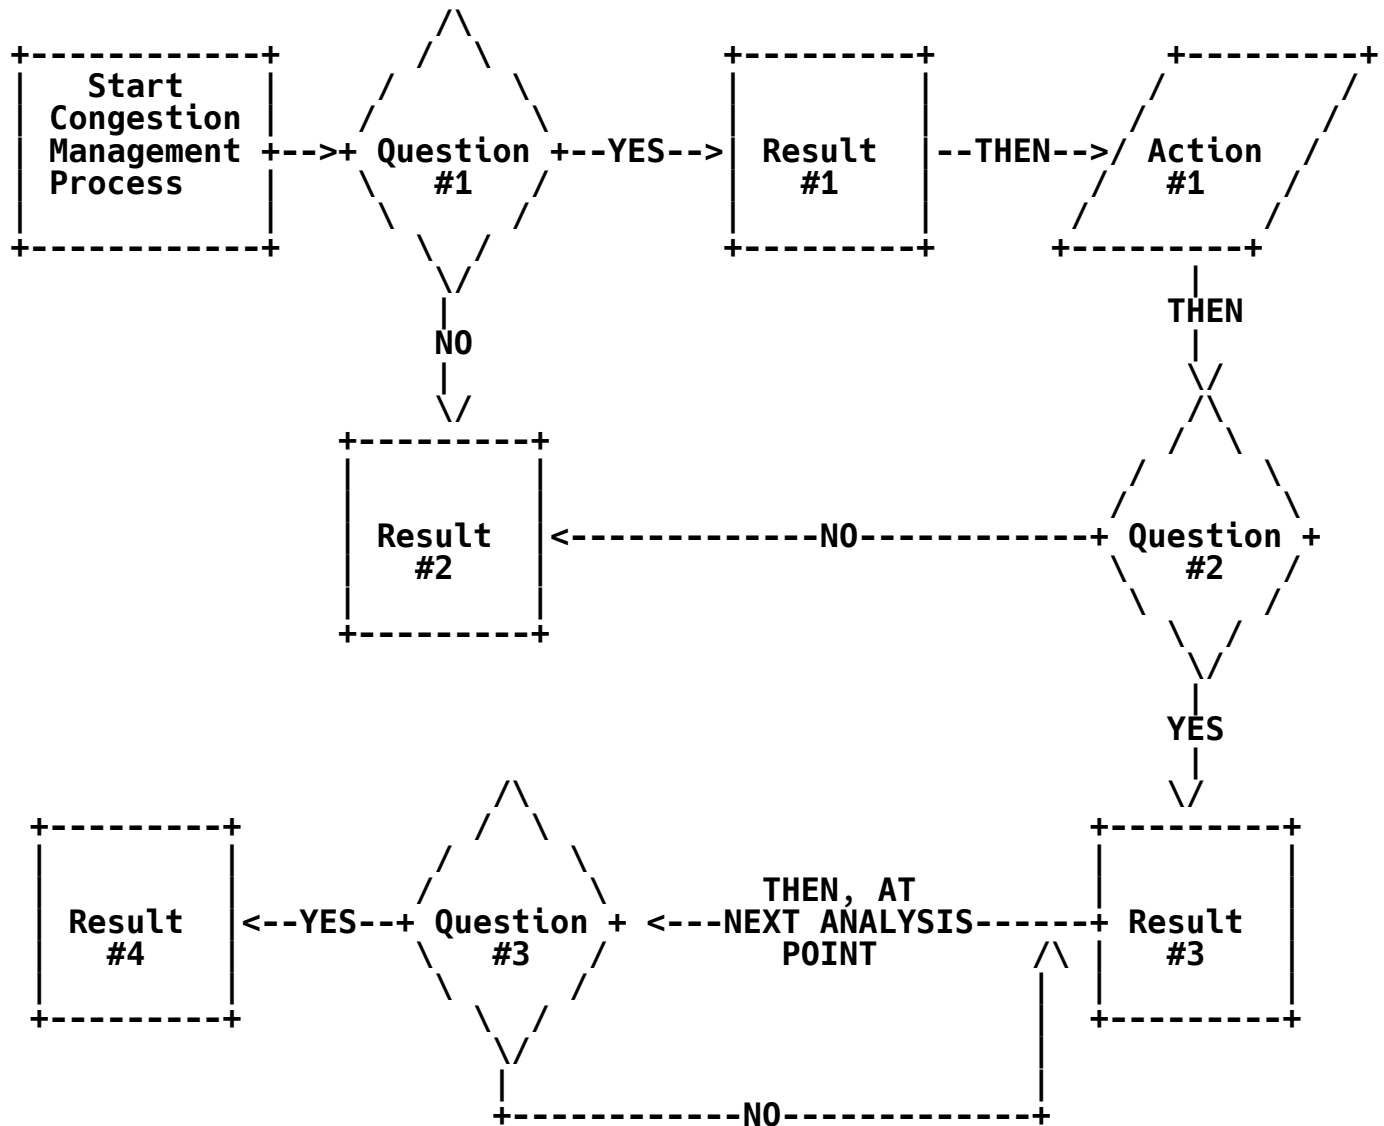 Start
Congestion
Management
Process
Question
#1
YES
Result
#1
THEN
Action
#1
NO
THEN
Result
#2
NO
Question
#2
YES
Result
#4
YES
Question
#3
THEN, AT
NEXT ANALYSIS
POINT
Result
#3
NO